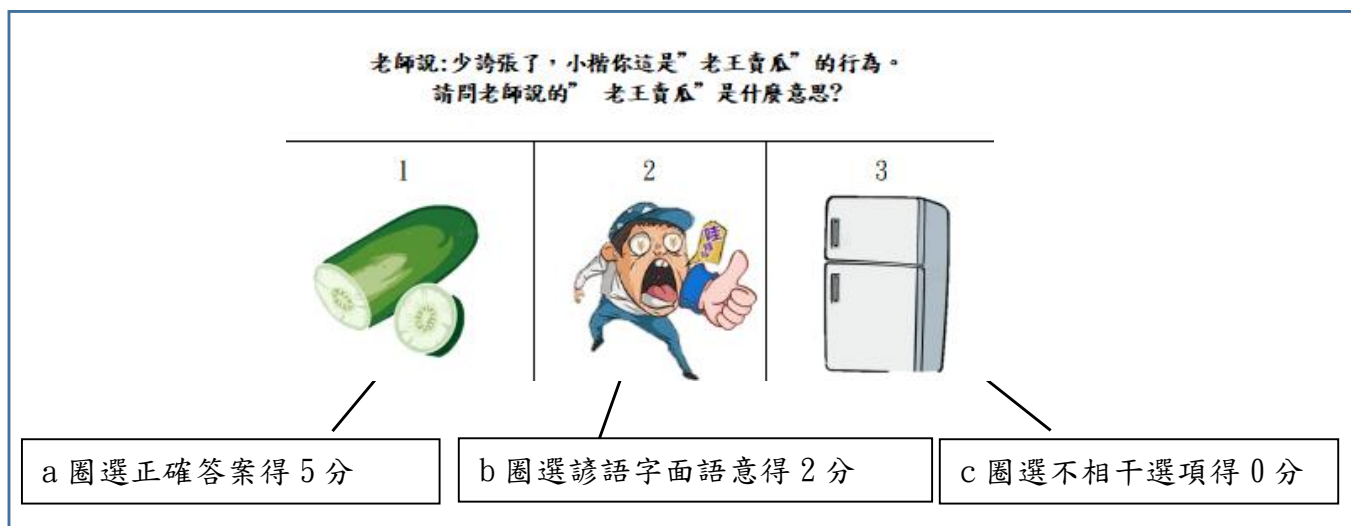 老師說:少誇張了，小楷你這是”老王賣瓜”的行為。
請問老師說的” 老王賣瓜”是什麼意思?
1
2
3
哇
a 圈選正確答案得 5 分
b 圈選諺語字面語意得 2 分
c 圈選不相干選項得 0 分